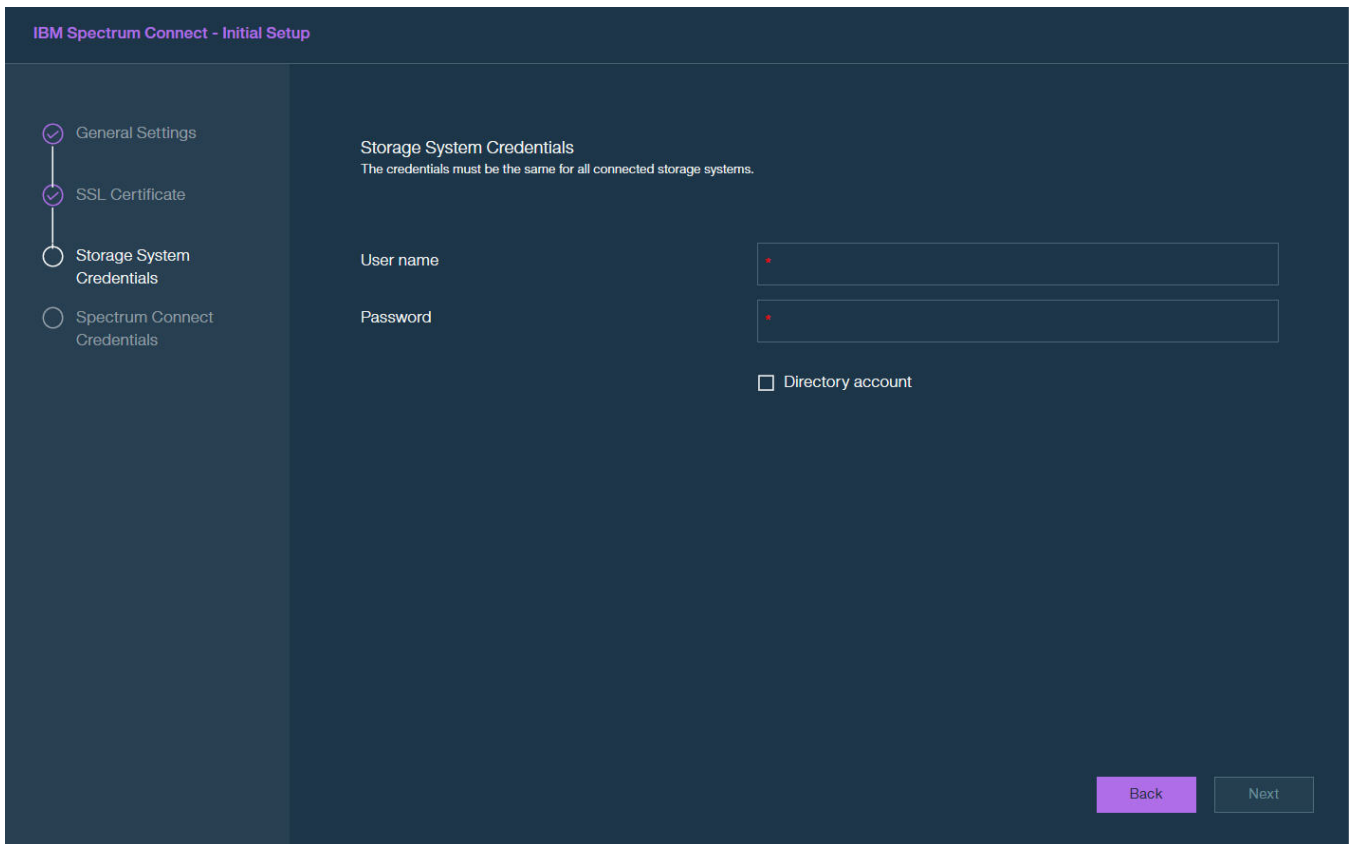 IBM Spectrum Connect - Initial Setup
General Settings
SSL Certificate
Storage System
Credentials
Spectrum Connect
Credentials
Storage System Credentials
The credentials must be the same for all connected storage systems.
User name
*
Password
*
Directory account
Back
Next